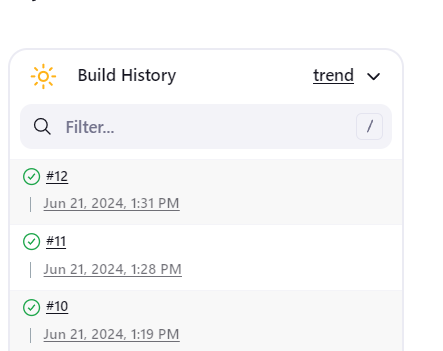 Build History trend
Filter... /
#12
Jun 21, 2024, 1:31 PM
#11
Jun 21, 2024, 1:28 PM
#10
Jun 21, 2024, 1:19 PM